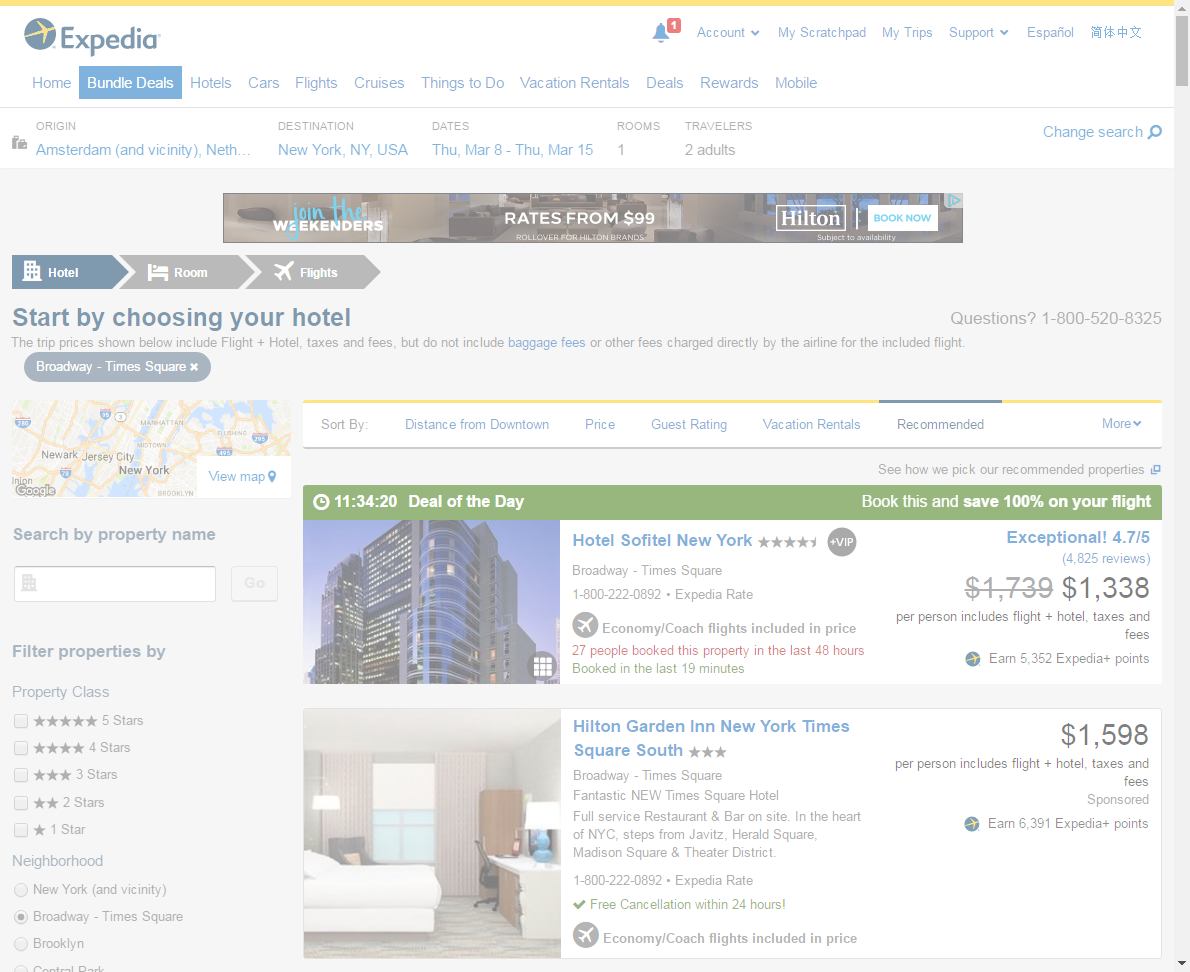 Expedia
1
Account
My Scratchpad
My Trips
Support
Español
简体中文
Home
Bundle Deals
Hotels
Cars
Flights
Cruises
Things to Do
Vacation Rentals
Deals
Rewards
Mobile
ORIGIN
Amsterdam (and vicinity), Neth...
DESTINATION
New York, NY, USA
DATES
Thu, Mar 8 - Thu, Mar 15
ROOMS
1
TRAVELERS
2 adults
Change search
join the
WEEKENDERS
RATES FROM $99
ROLLOVER FOR HILTON BRANDS
Hilton
BOOK NOW
Subject to availability
Hotel
Room
Flights
Start by choosing your hotel
Questions? 1-800-520-8325
The trip prices shown below include Flight + Hotel, taxes and fees, but do not include baggage fees or other fees charged directly by the airline for the included flight.
Broadway - Times Square ×
MANHATTAN
FLUSHING
Newark
Jersey City
MIDTOWN
New York
BROOKLYN
280
95
3
295
495
78
Union
Google
View map
Sort By:
Distance from Downtown
Price
Guest Rating
Vacation Rentals
Recommended
More
See how we pick our recommended properties
Search by property name
Go
Filter properties by
Property Class
★★★★★ 5 Stars
★★★★ 4 Stars
★★★ 3 Stars
★★ 2 Stars
★ 1 Star
Neighborhood
New York (and vicinity)
Broadway - Times Square
Brooklyn
Central Park
11:34:20 Deal of the Day
Book this and save 100% on your flight
Hotel Sofitel New York
+VIP
Broadway - Times Square
1-800-222-0892 • Expedia Rate
Economy/Coach flights included in price
27 people booked this property in the last 48 hours
Booked in the last 19 minutes
Exceptional! 4.7/5
(4,825 reviews)
$1,739 $1,338
per person includes flight + hotel, taxes and
fees
Earn 5,352 Expedia+ points
Hilton Garden Inn New York Times
Square South ★★★
Broadway - Times Square
Fantastic NEW Times Square Hotel
Full service Restaurant & Bar on site. In the heart
of NYC, steps from Javitz, Herald Square,
Madison Square & Theater District.
1-800-222-0892 • Expedia Rate
Free Cancellation within 24 hours!
Economy/Coach flights included in price
$1,598
per person includes flight + hotel, taxes and
fees
Sponsored
Earn 6,391 Expedia+ points